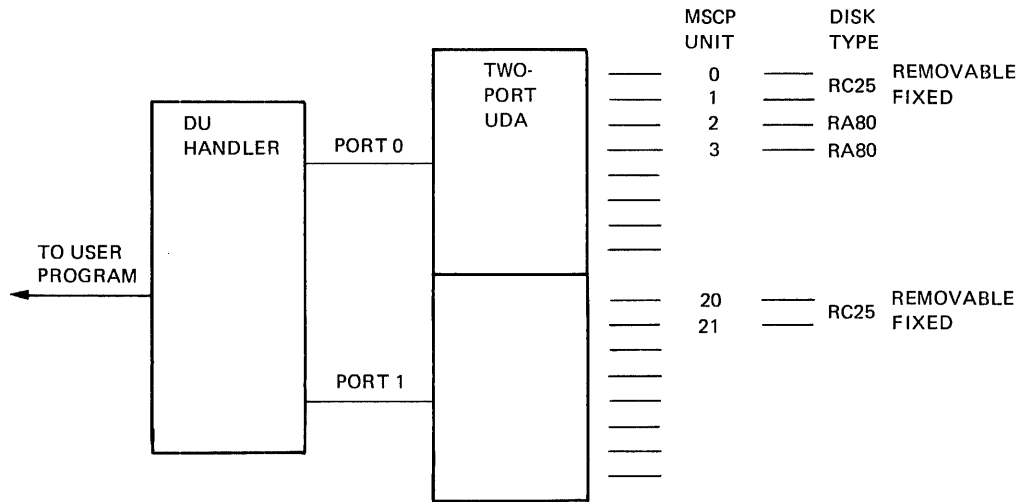 MSCP DISK
UNIT TYPE
TWO-
PORT
UDA
0 RC25 REMOVABLE
1 FIXED
2 RA80
3 RA80
DU
HANDLER
PORT 0
TO USER
PROGRAM
20 RC25 REMOVABLE
21 FIXED
PORT 1